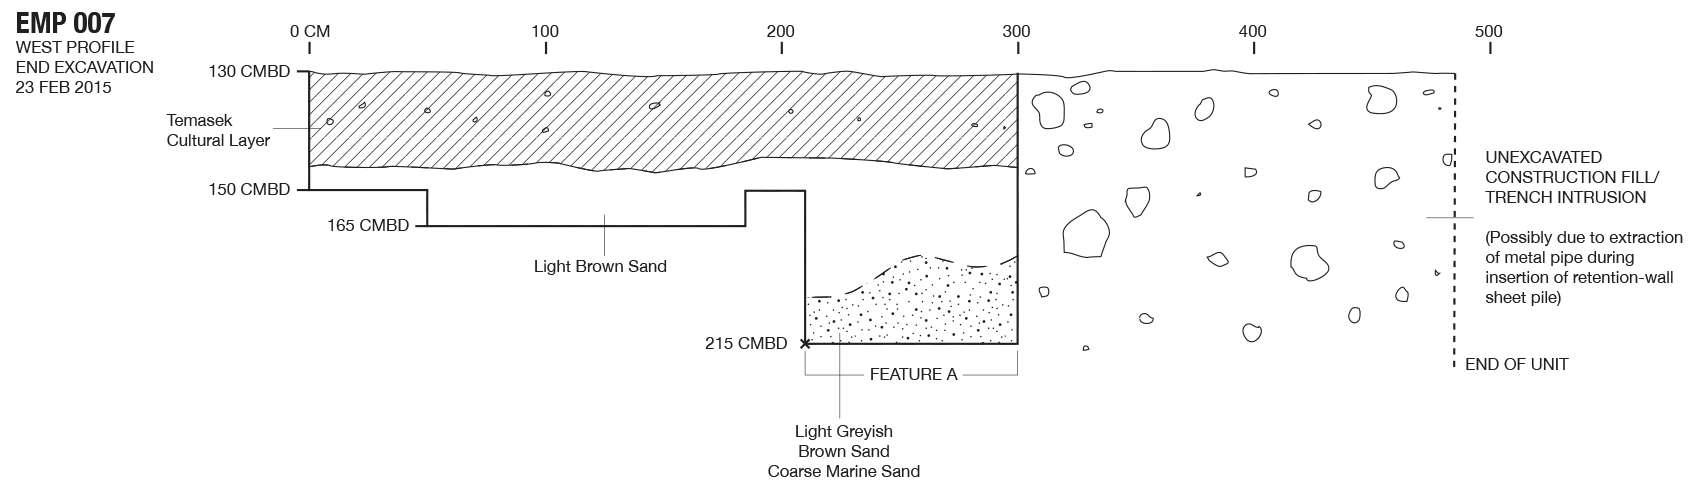 EMP 007
WEST PROFILE
END EXCAVATION
23 FEB 2015
0 CM
100
200
300
400
500
130 CMBD
Temasek
Cultural Layer
150 CMBD
165 CMBD
Light Brown Sand
215 CMBD
FEATURE A
Light Greyish
Brown Sand
Coarse Marine Sand
UNEXCAVATED
CONSTRUCTION FILL/
TRENCH INTRUSION
(Possibly due to extraction
of metal pipe during
insertion of retention-wall
sheet pile)
END OF UNIT